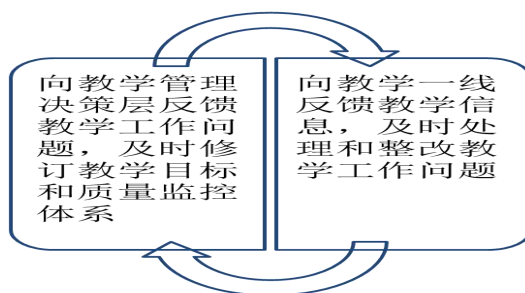 向教学管理
决策层反馈
教学工作问
题，及时修
订教学目标
和质量监控
体系
向教学一线
反馈教学信
息，及时处
理和整改教
学工作问题